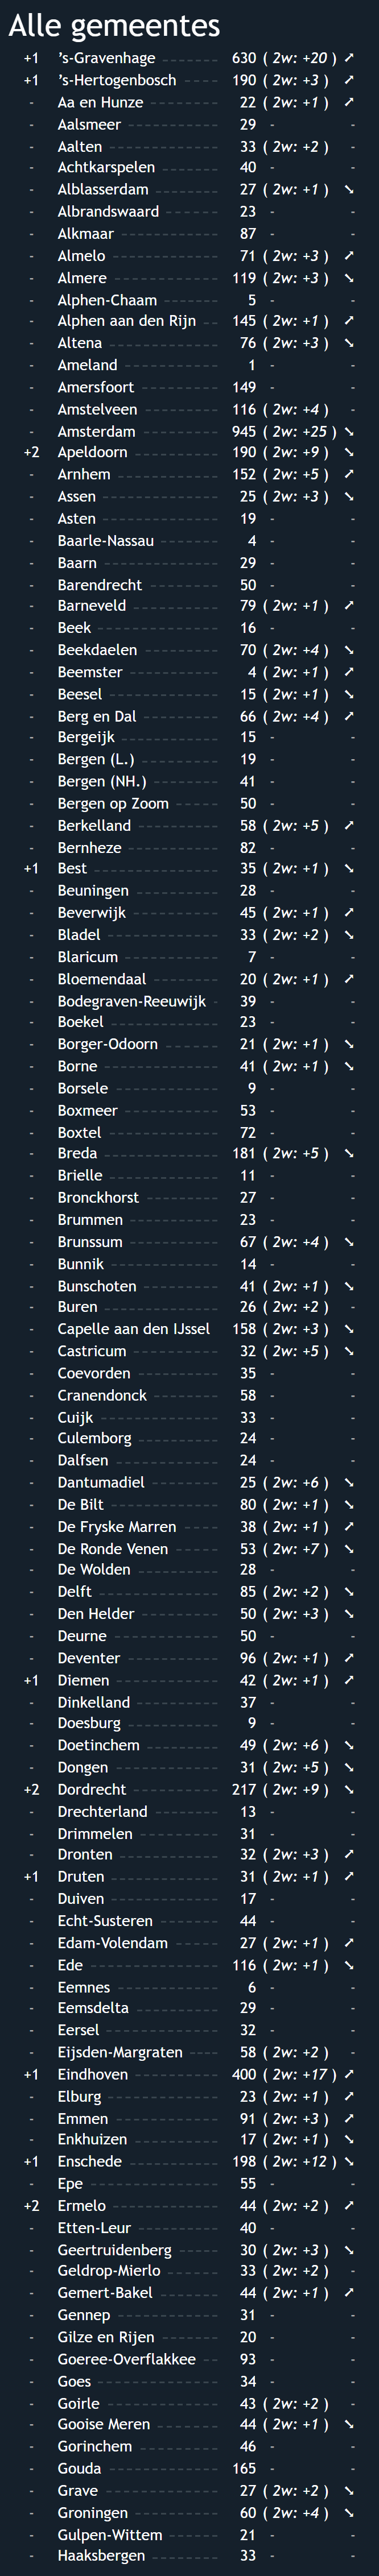 Alle gemeentes
+1 ’s-Gravenhage 630 ( 2w: +20 ) ➚
+1 ’s-Hertogenbosch 190 ( 2w: +3 ) ➚
- Aa en Hunze 22 ( 2w: +1 ) ➚
- Aalsmeer 29 - -
- Aalten 33 ( 2w: +2 ) -
- Achtkarspelen 40 - -
- Alblasserdam 27 ( 2w: +1 ) ➘
- Albrandswaard 23 - -
- Alkmaar 87 - -
- Almelo 71 ( 2w: +3 ) ➚
- Almere 119 ( 2w: +3 ) ➘
- Alphen-Chaam 5 - -
- Alphen aan den Rijn 145 ( 2w: +1 ) ➚
- Altena 76 ( 2w: +3 ) ➘
- Ameland 1 - -
- Amersfoort 149 - -
- Amstelveen 116 ( 2w: +4 ) -
- Amsterdam 945 ( 2w: +25 ) ➘
+2 Apeldoorn 190 ( 2w: +9 ) ➘
- Arnhem 152 ( 2w: +5 ) ➚
- Assen 25 ( 2w: +3 ) ➘
- Asten 19 - -
- Baarle-Nassau 4 - -
- Baarn 29 - -
- Barendrecht 50 - -
- Barneveld 79 ( 2w: +1 ) ➚
- Beek 16 - -
- Beekdaelen 70 ( 2w: +4 ) ➘
- Beemster 4 ( 2w: +1 ) ➚
- Beesel 15 ( 2w: +1 ) ➘
- Berg en Dal 66 ( 2w: +4 ) ➚
- Bergeijk 15 - -
- Bergen (L.) 19 - -
- Bergen (NH.) 41 - -
- Bergen op Zoom 50 - -
- Berkelland 58 ( 2w: +5 ) ➚
- Bernheze 82 - -
+1 Best 35 ( 2w: +1 ) ➘
- Beuningen 28 - -
- Beverwijk 45 ( 2w: +1 ) ➚
- Bladel 33 ( 2w: +2 ) ➘
- Blaricum 7 - -
- Bloemendaal 20 ( 2w: +1 ) ➚
- Bodegraven-Reeuwijk 39 - -
- Boekel 23 - -
- Borger-Odoorn 21 ( 2w: +1 ) ➘
- Borne 41 ( 2w: +1 ) ➘
- Borsele 9 - -
- Boxmeer 53 - -
- Boxtel 72 - -
- Breda 181 ( 2w: +5 ) ➘
- Brielle 11 - -
- Bronckhorst 27 - -
- Brummen 23 - -
- Brunssum 67 ( 2w: +4 ) ➘
- Bunnik 14 - -
- Bunschoten 41 ( 2w: +1 ) ➘
- Buren 26 ( 2w: +2 ) -
- Capelle aan den IJssel 158 ( 2w: +3 ) ➘
- Castricum 32 ( 2w: +5 ) ➘
- Coevorden 35 - -
- Cranendonck 58 - -
- Cuijk 33 - -
- Culemborg 24 - -
- Dalfsen 24 - -
- Dantumadiel 25 ( 2w: +6 ) ➘
- De Bilt 80 ( 2w: +1 ) ➘
- De Fryske Marren 38 ( 2w: +1 ) ➚
- De Ronde Venen 53 ( 2w: +7 ) ➘
- De Wolden 28 - -
- Delft 85 ( 2w: +2 ) ➘
- Den Helder 50 ( 2w: +3 ) ➘
- Deurne 50 - -
- Deventer 96 ( 2w: +1 ) ➚
+1 Diemen 42 ( 2w: +1 ) ➚
- Dinkelland 37 - -
- Doesburg 9 - -
- Doetinchem 49 ( 2w: +6 ) ➘
- Dongen 31 ( 2w: +5 ) ➘
+2 Dordrecht 217 ( 2w: +9 ) ➘
- Drechterland 13 - -
- Drimmelen 31 - -
- Dronten 32 ( 2w: +3 ) ➚
+1 Druten 31 ( 2w: +1 ) ➚
- Duiven 17 - -
- Echt-Susteren 44 - -
- Edam-Volendam 27 ( 2w: +1 ) ➚
- Ede 116 ( 2w: +1 ) ➘
- Eemnes 6 - -
- Eemsdelta 29 - -
- Eersel 32 - -
- Eijsden-Margraten 58 ( 2w: +2 ) -
+1 Eindhoven 400 ( 2w: +17 ) ➚
- Elburg 23 ( 2w: +1 ) ➚
- Emmen 91 ( 2w: +3 ) ➚
- Enkhuizen 17 ( 2w: +1 ) ➘
+1 Enschede 198 ( 2w: +12 ) ➘
- Epe 55 - -
+2 Ermelo 44 ( 2w: +2 ) ➚
- Etten-Leur 40 - -
- Geertruidenberg 30 ( 2w: +3 ) ➘
- Geldrop-Mierlo 33 ( 2w: +2 ) -
- Gemert-Bakel 44 ( 2w: +1 ) ➚
- Gennep 31 - -
- Gilze en Rijen 20 - -
- Goeree-Overflakkee 93 - -
- Goes 34 - -
- Goirle 43 ( 2w: +2 ) -
- Gooise Meren 44 ( 2w: +1 ) ➘
- Gorinchem 46 - -
- Gouda 165 - -
- Grave 27 ( 2w: +2 ) ➘
- Groningen 60 ( 2w: +4 ) ➘
- Gulpen-Wittem 21 - -
- Haaksbergen 33 - -